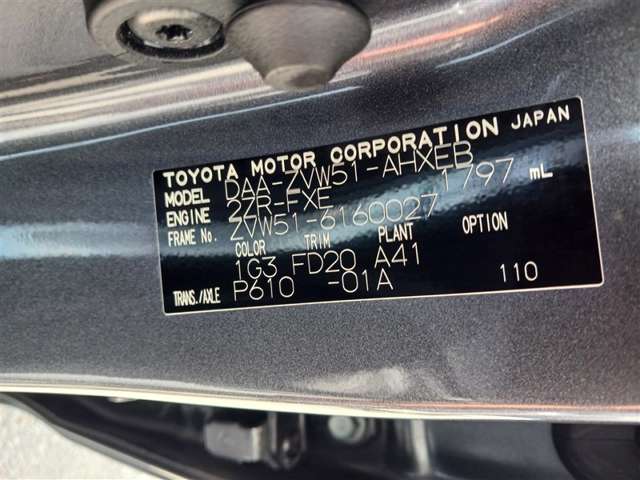 TOYOTA MOTOR CORPORATION JAPAN
MODEL DAA-ZVW51-AHXEB
ENGINE 2ZR-FXE 1797 mL
FRAME No. ZVW51-6160027
COLOR TRIM PLANT OPTION
1G3 FD20 A41
TRANS./AXLE P610 -01A 110